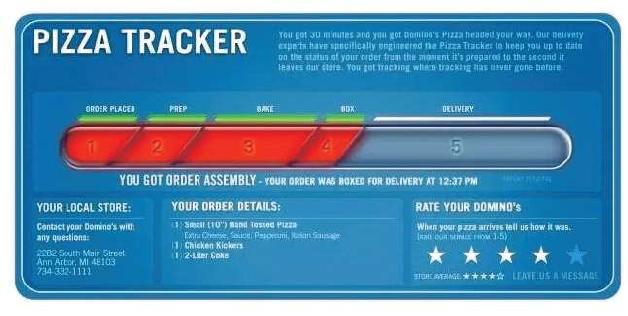 PIZZA TRACKER
You got 30 minutes and you got Domino's Pizza headed your way. Our delivery
experts have specifically engineered the Pizza Tracker to keep you up to date
on the status of your order from the moment it's prepared to the second it
leaves our store. You got tracking where tracking has never gone before.
ORDER PLACED PREP BAKE BOX DELIVERY
1 2 3 4 5
YOU GOT ORDER ASSEMBLY - YOUR ORDER WAS BOXED FOR DELIVERY AT 12:37 PM
PATENT PENDING
YOUR LOCAL STORE:
Contact your Domino's with
any questions:
2282 South Main Street
Ann Arbor, MI 48103
734-332-1111
YOUR ORDER DETAILS:
(1) Small (10") Hand Tossed Pizza
Extra Cheese, Sauce, Pepperoni, Italian Sausage
(1) Chicken Kickers
(1) 2-Liter Coke
RATE YOUR DOMINO's
When your pizza arrives tell us how it was.
(RATE OUR SERVICE FROM 1-5)
STORE AVERAGE:
LEAVE US A MESSAGE